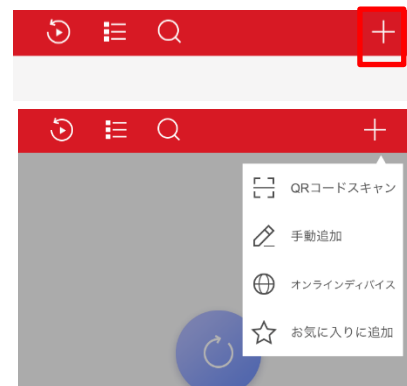 QRコードスキャン
手動追加
オンラインディバイス
お気に入りに追加